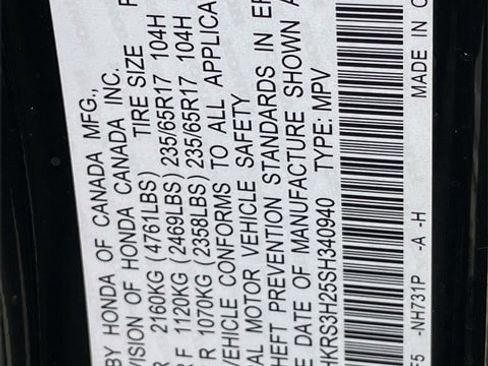 BY HONDA OF CANADA MFG.,
VISION OF HONDA CANADA INC.
TIRE SIZE
2160KG (4761LBS)
F 1120KG (2469LBS) 235/65R17 104H
R 1070KG (2358LBS) 235/65R17 104H
VEHICLE CONFORMS TO ALL APPLICA
AL MOTOR VEHICLE SAFETY
HEFT PREVENTION STANDARDS IN EF
E DATE OF MANUFACTURE SHOWN A
HKRS3H25SH340940 TYPE: MPV
F5 -NH731P -A -H MADE IN C